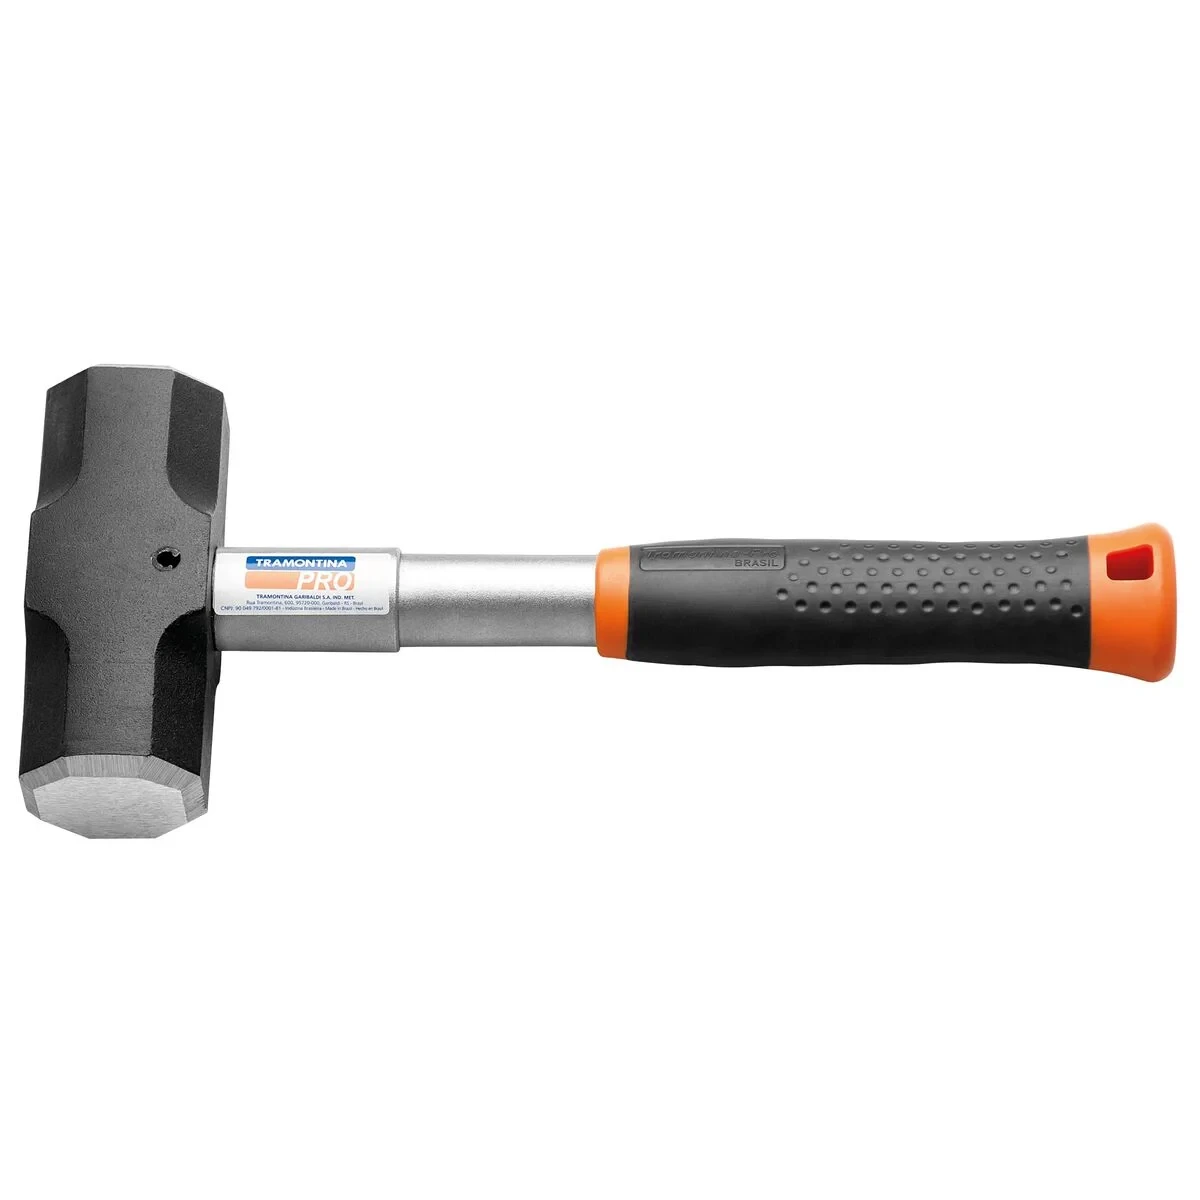 TRAMONTINA
PRO
TRAMONTINA GARIBALDI S.A. IND. MET.
Rua Tramontina, 600, 95720-000, Garibaldi - RS - Brasil
CNPJ: 90.049.792/0001-81 - Indústria Brasileira - Made in Brazil - Hecho en Brasil
Tramontina-Pro
BRASIL